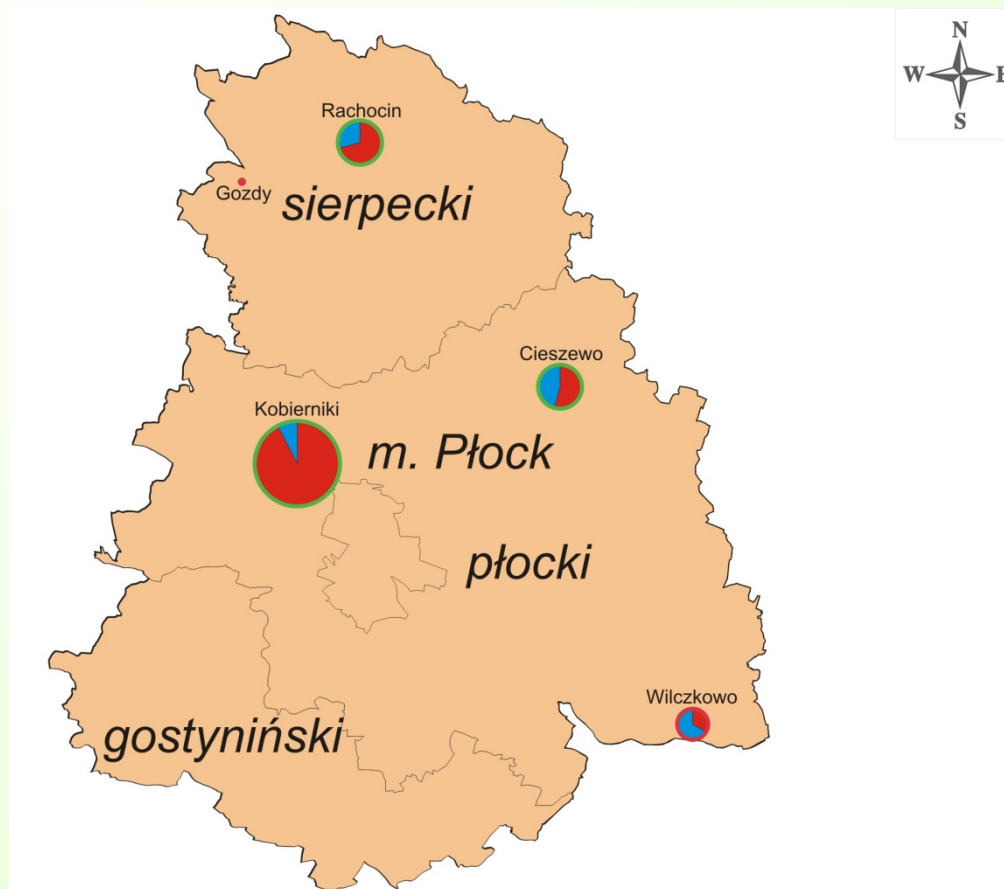 N
W E
S
Rachocin
Gozdy
sierpecki
Cieszewo
Kobierniki
m. Płock
płocki
Wilczkowo
gostyniński